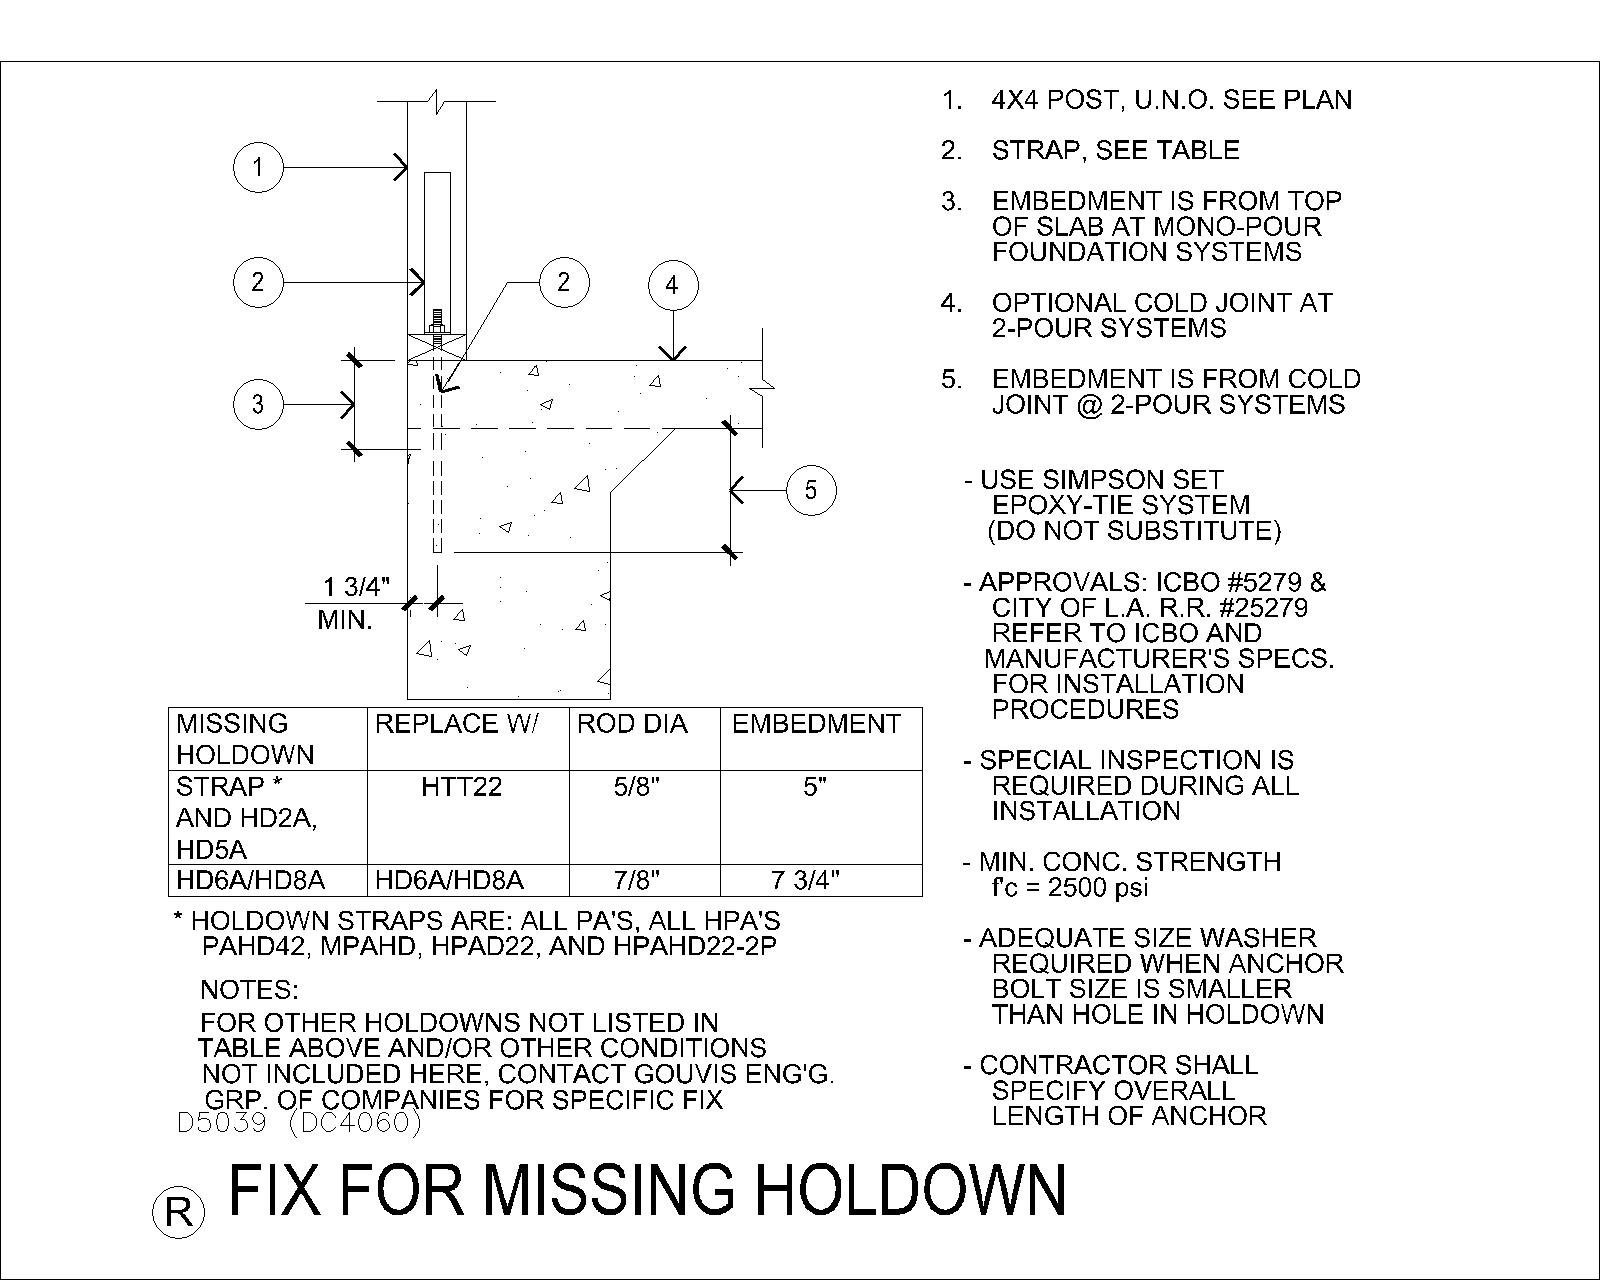 1
2
2
4
3
5
1 3/4"
MIN.
1. 4X4 POST, U.N.O. SEE PLAN
2. STRAP, SEE TABLE
3. EMBEDMENT IS FROM TOP
OF SLAB AT MONO-POUR
FOUNDATION SYSTEMS
4. OPTIONAL COLD JOINT AT
2-POUR SYSTEMS
5. EMBEDMENT IS FROM COLD
JOINT @ 2-POUR SYSTEMS
- USE SIMPSON SET
EPOXY-TIE SYSTEM
(DO NOT SUBSTITUTE)
- APPROVALS: ICBO #5279 &
CITY OF L.A. R.R. #25279
REFER TO ICBO AND
MANUFACTURER'S SPECS.
FOR INSTALLATION
PROCEDURES
- SPECIAL INSPECTION IS
REQUIRED DURING ALL
INSTALLATION
- MIN. CONC. STRENGTH
f'c = 2500 psi
- ADEQUATE SIZE WASHER
REQUIRED WHEN ANCHOR
BOLT SIZE IS SMALLER
THAN HOLE IN HOLDOWN
- CONTRACTOR SHALL
SPECIFY OVERALL
LENGTH OF ANCHOR
MISSING REPLACE W/ ROD DIA EMBEDMENT
HOLDOWN
STRAP * HTT22 5/8" 5"
AND HD2A,
HD5A
HD6A/HD8A HD6A/HD8A 7/8" 7 3/4"
* HOLDOWN STRAPS ARE: ALL PA'S, ALL HPA'S
PAHD42, MPAHD, HPAD22, AND HPAHD22-2P
NOTES:
FOR OTHER HOLDOWNS NOT LISTED IN
TABLE ABOVE AND/OR OTHER CONDITIONS
NOT INCLUDED HERE, CONTACT GOUVIS ENG'G.
GRP. OF COMPANIES FOR SPECIFIC FIX
D5039 (DC4060)
R FIX FOR MISSING HOLDOWN